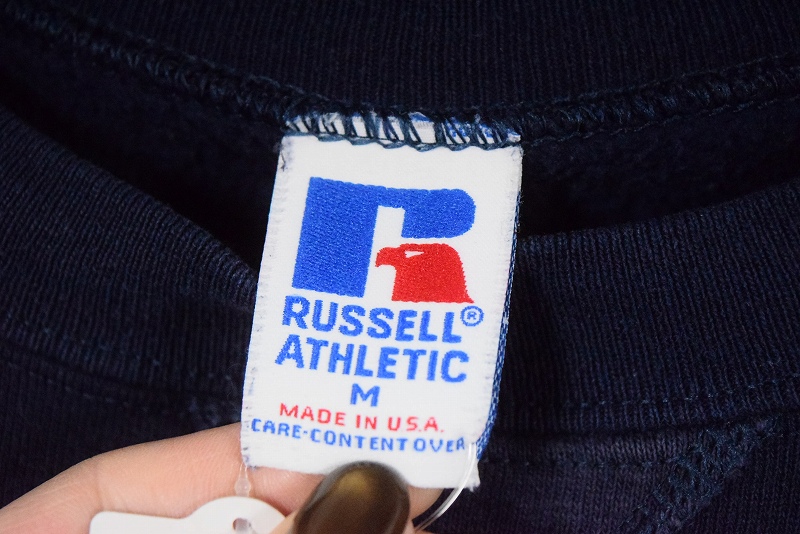 RUSSELL®
ATHLETIC
M
MADE IN U.S.A.
CARE-CONTENT OVER